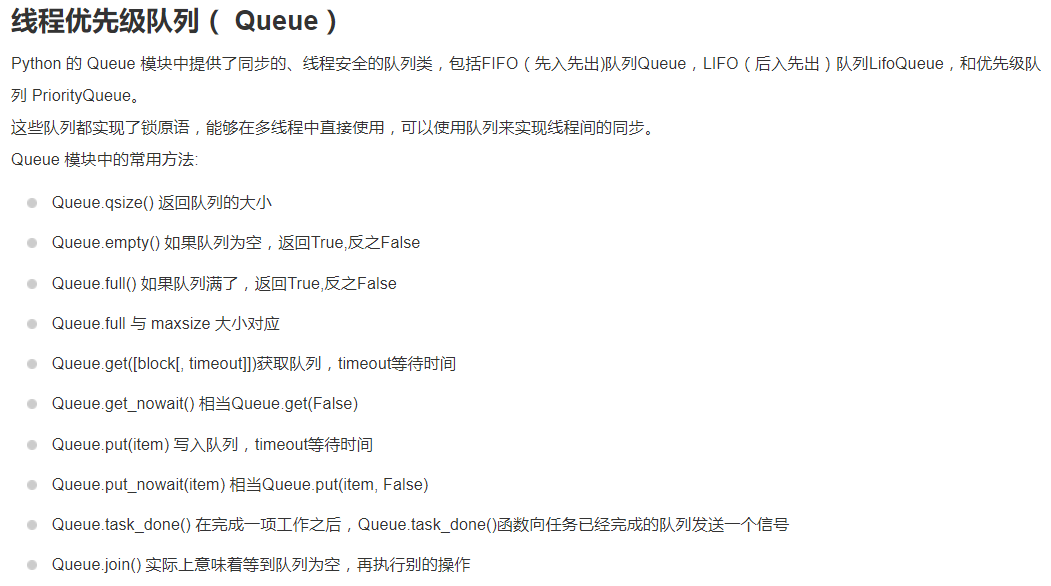 线程优先级队列（ Queue）
Python 的 Queue 模块中提供了同步的、线程安全的队列类，包括FIFO（先入先出)队列Queue，LIFO（后入先出）队列LifoQueue，和优先级队
列 PriorityQueue。
这些队列都实现了锁原语，能够在多线程中直接使用，可以使用队列来实现线程间的同步。
Queue 模块中的常用方法:
Queue.qsize() 返回队列的大小
Queue.empty() 如果队列为空，返回True,反之False
Queue.full() 如果队列满了，返回True,反之False
Queue.full 与 maxsize 大小对应
Queue.get([block[, timeout]])获取队列，timeout等待时间
Queue.get_nowait() 相当Queue.get(False)
Queue.put(item) 写入队列，timeout等待时间
Queue.put_nowait(item) 相当Queue.put(item, False)
Queue.task_done() 在完成一项工作之后，Queue.task_done()函数向任务已经完成的队列发送一个信号
Queue.join() 实际上意味着等到队列为空，再执行别的操作